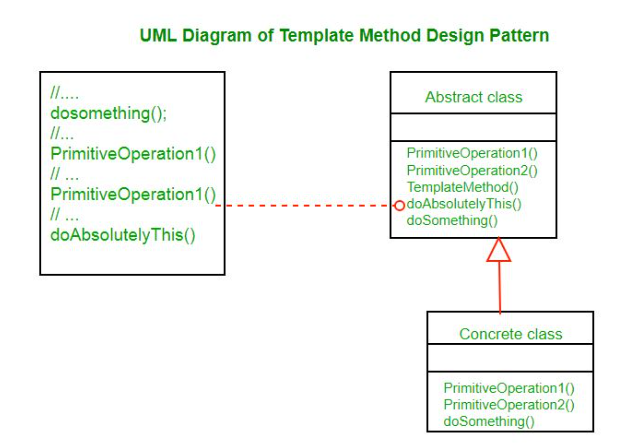 UML Diagram of Template Method Design Pattern
//....
dosomething();
//...
PrimitiveOperation1()
// ...
PrimitiveOperation1()
// ...
doAbsolutelyThis()
Abstract class
PrimitiveOperation1()
PrimitiveOperation2()
TemplateMethod()
doAbsolutelyThis()
doSomething()
Concrete class
PrimitiveOperation1()
PrimitiveOperation2()
doSomething()